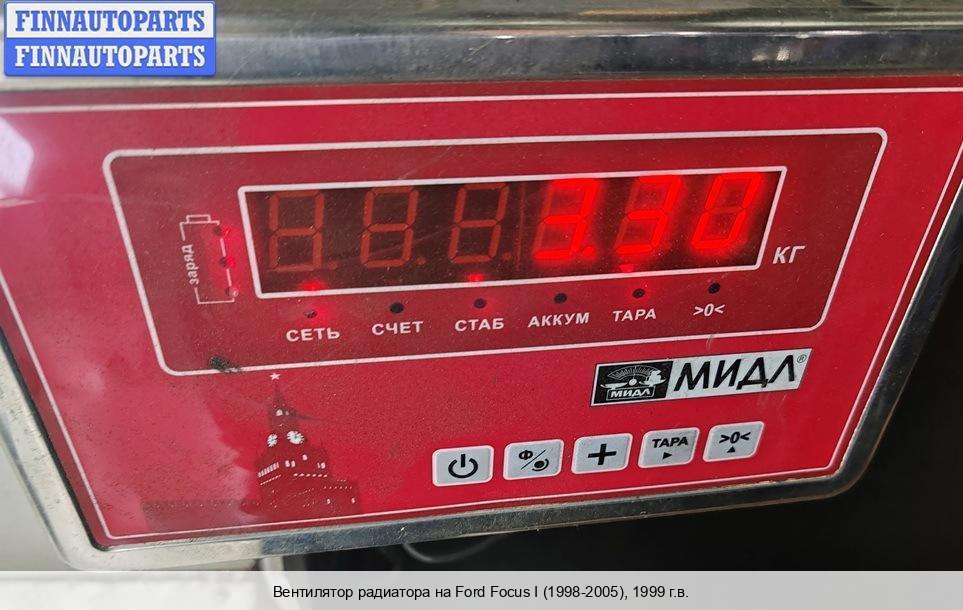 FINNAUTOPARTS
FINNAUTOPARTS
3.30
КГ
заряд
СЕТЬ СЧЕТ СТАБ АККУМ ТАРА >0<
МИДЛ МИДЛ®
Ф ТАРА >0<
Вентилятор радиатора на Ford Focus I (1998-2005), 1999 г.в.